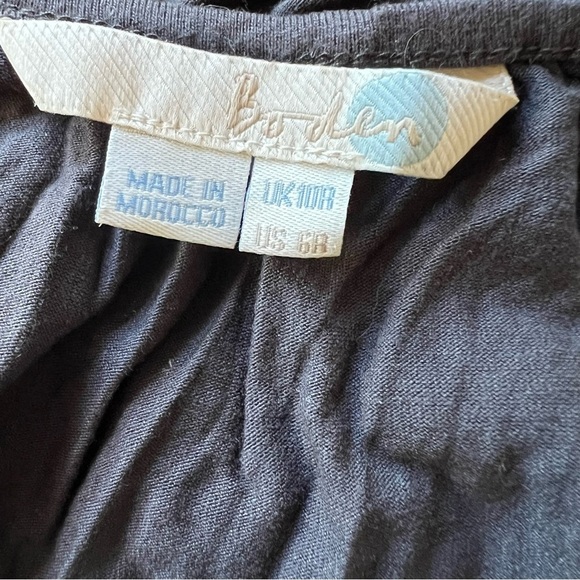 Boden
MADE IN
MOROCCO
UK10R
US 6R